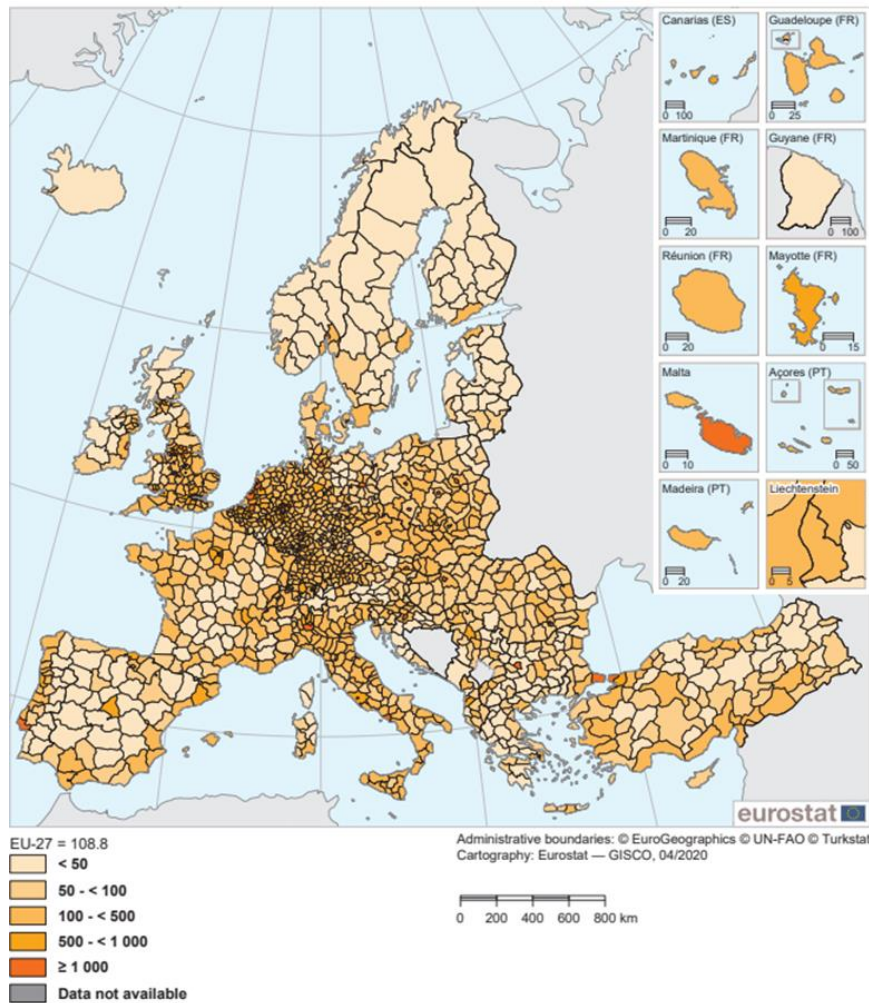 Canarias (ES)
0 100
Guadeloupe (FR)
0 25
Martinique (FR)
0 20
Guyane (FR)
0 100
Réunion (FR)
0 20
Mayotte (FR)
0 15
Malta
0 10
Açores (PT)
0 50
Madeira (PT)
0 20
Liechtenstein
0 5
eurostat
EU-27 = 108.8
< 50
50 - < 100
100 - < 500
500 - < 1 000
≥ 1 000
Data not available
Administrative boundaries: © EuroGeographics © UN-FAO © Turkstat
Cartography: Eurostat — GISCO, 04/2020
0 200 400 600 800 km